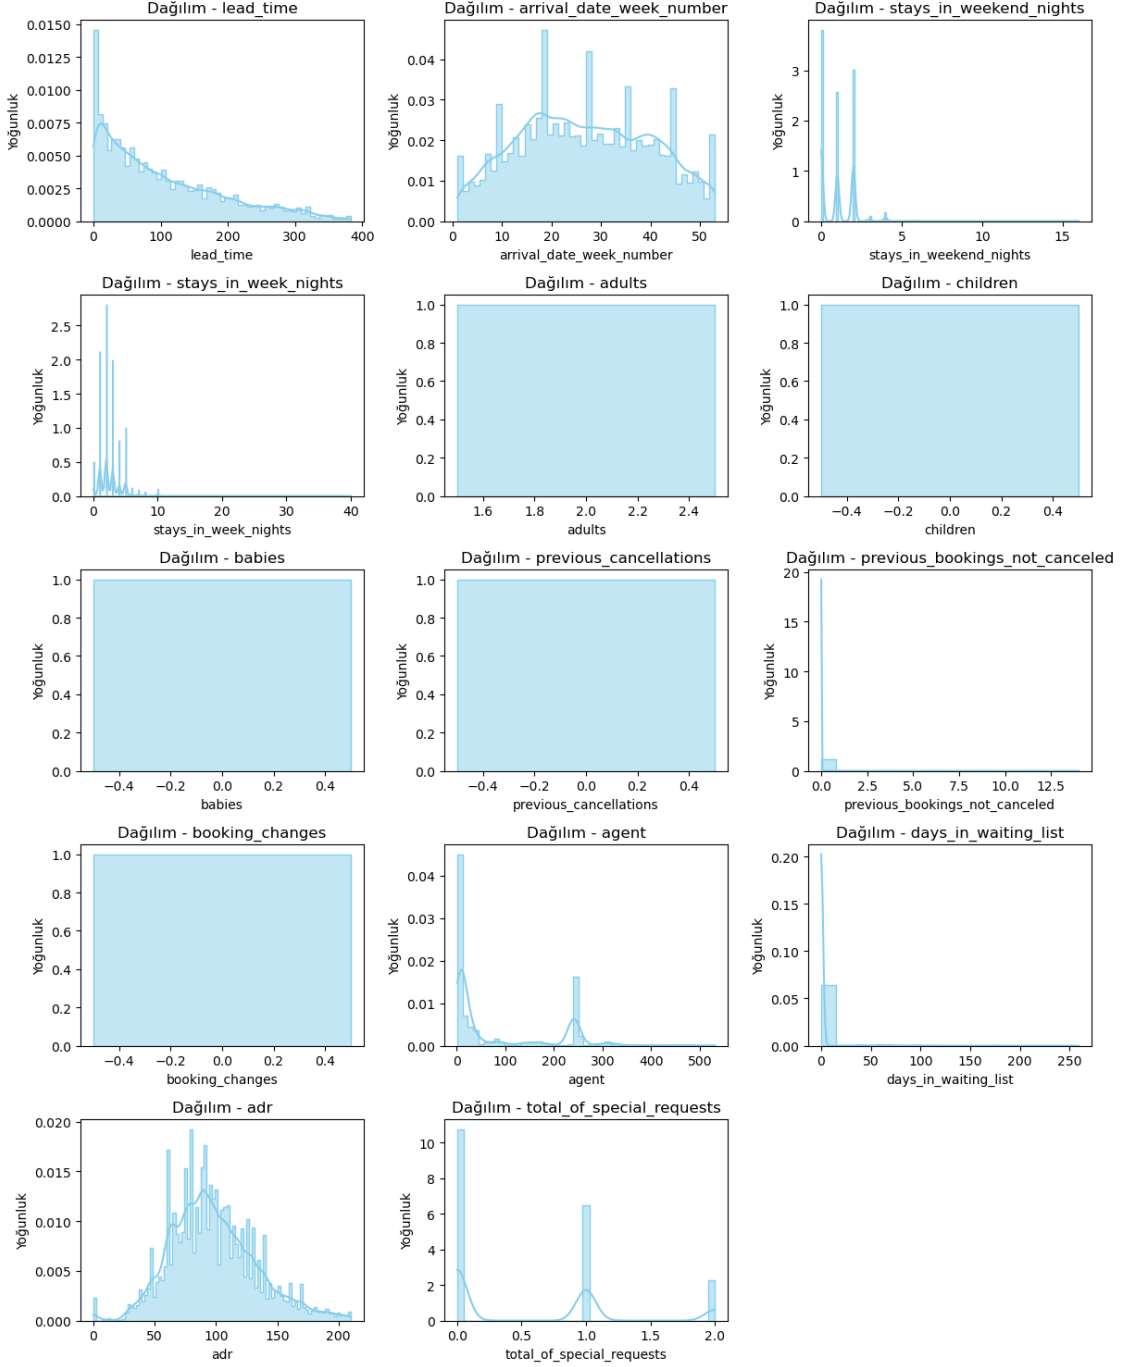 Dağılım - lead_time
0.0150
0.0125
0.0100
0.0075
0.0050
0.0025
0.0000
Yoğunluk
0 100 200 300 400
lead_time
Dağılım - arrival_date_week_number
0.04
0.03
0.02
0.01
0.00
Yoğunluk
0 10 20 30 40 50
arrival_date_week_number
Dağılım - stays_in_weekend_nights
3
2
1
0
Yoğunluk
0 5 10 15
stays_in_weekend_nights
Dağılım - stays_in_week_nights
2.5
2.0
1.5
1.0
0.5
0.0
Yoğunluk
0 10 20 30 40
stays_in_week_nights
Dağılım - adults
1.0
0.8
0.6
0.4
0.2
0.0
Yoğunluk
1.6 1.8 2.0 2.2 2.4
adults
Dağılım - children
1.0
0.8
0.6
0.4
0.2
0.0
Yoğunluk
−0.4 −0.2 0.0 0.2 0.4
children
Dağılım - babies
1.0
0.8
0.6
0.4
0.2
0.0
Yoğunluk
−0.4 −0.2 0.0 0.2 0.4
babies
Dağılım - previous_cancellations
1.0
0.8
0.6
0.4
0.2
0.0
Yoğunluk
−0.4 −0.2 0.0 0.2 0.4
previous_cancellations
Dağılım - previous_bookings_not_canceled
20
15
10
5
0
Yoğunluk
0.0 2.5 5.0 7.5 10.0 12.5
previous_bookings_not_canceled
Dağılım - booking_changes
1.0
0.8
0.6
0.4
0.2
0.0
Yoğunluk
−0.4 −0.2 0.0 0.2 0.4
booking_changes
Dağılım - agent
0.04
0.03
0.02
0.01
0.00
Yoğunluk
0 100 200 300 400 500
agent
Dağılım - days_in_waiting_list
0.20
0.15
0.10
0.05
0.00
Yoğunluk
0 50 100 150 200 250
days_in_waiting_list
Dağılım - adr
0.020
0.015
0.010
0.005
0.000
Yoğunluk
0 50 100 150 200
adr
Dağılım - total_of_special_requests
10
8
6
4
2
0
Yoğunluk
0.0 0.5 1.0 1.5 2.0
total_of_special_requests